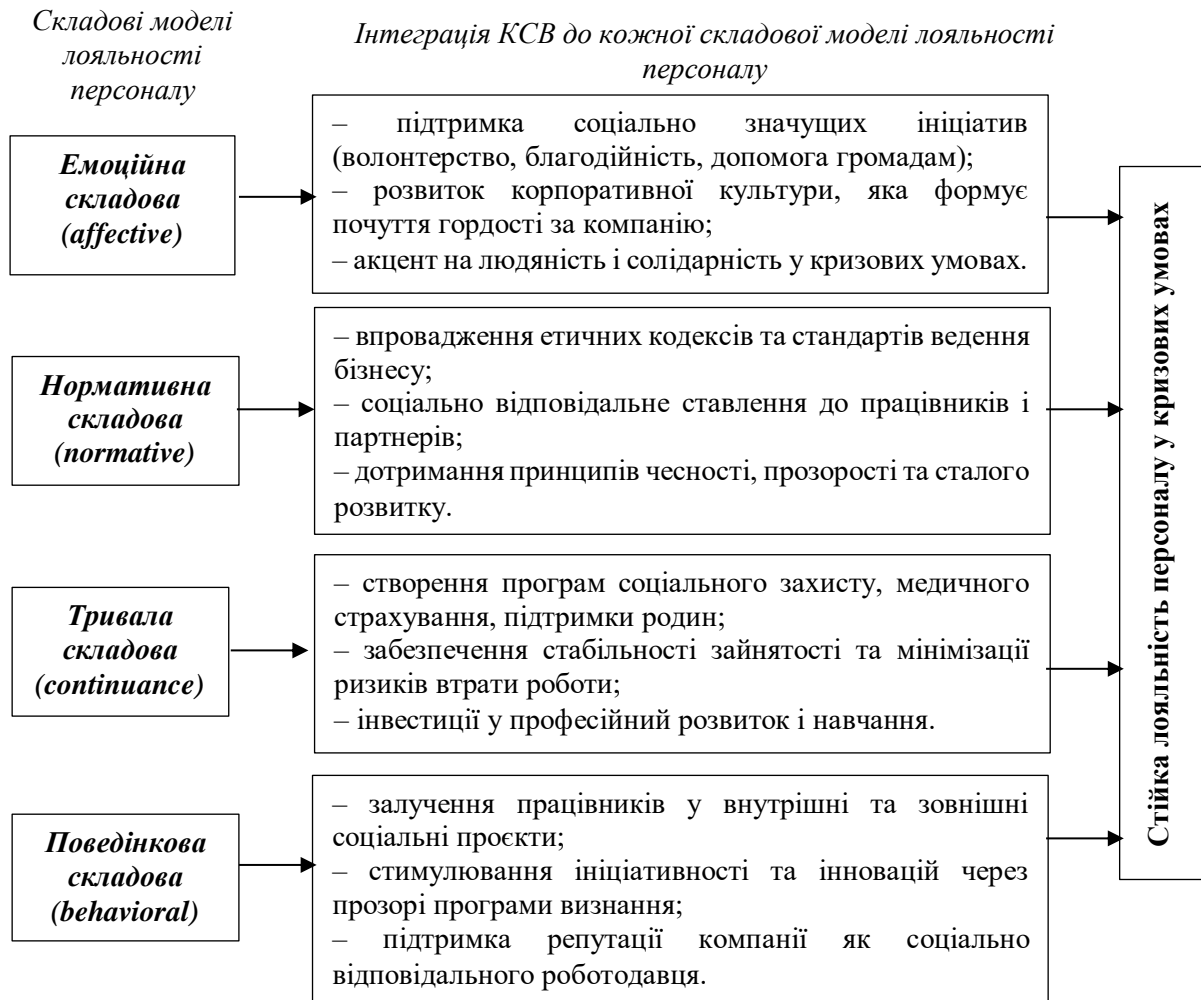 Складові моделі
лояльності
персоналу
Інтеграція КСВ до кожної складової моделі лояльності
персоналу
Емоційна
складова
(affective)
– підтримка соціально значущих ініціатив
(волонтерство, благодійність, допомога громадам);
– розвиток корпоративної культури, яка формує
почуття гордості за компанію;
– акцент на людяність і солідарність у кризових умовах.
Нормативна
складова
(normative)
– впровадження етичних кодексів та стандартів ведення
бізнесу;
– соціально відповідальне ставлення до працівників і
партнерів;
– дотримання принципів чесності, прозорості та сталого
розвитку.
Тривала
складова
(continuance)
– створення програм соціального захисту, медичного
страхування, підтримки родин;
– забезпечення стабільності зайнятості та мінімізації
ризиків втрати роботи;
– інвестиції у професійний розвиток і навчання.
Поведінкова
складова
(behavioral)
– залучення працівників у внутрішні та зовнішні
соціальні проєкти;
– стимулювання ініціативності та інновацій через
прозорі програми визнання;
– підтримка репутації компанії як соціально
відповідального роботодавця.
Стійка лояльність персоналу у кризових умовах